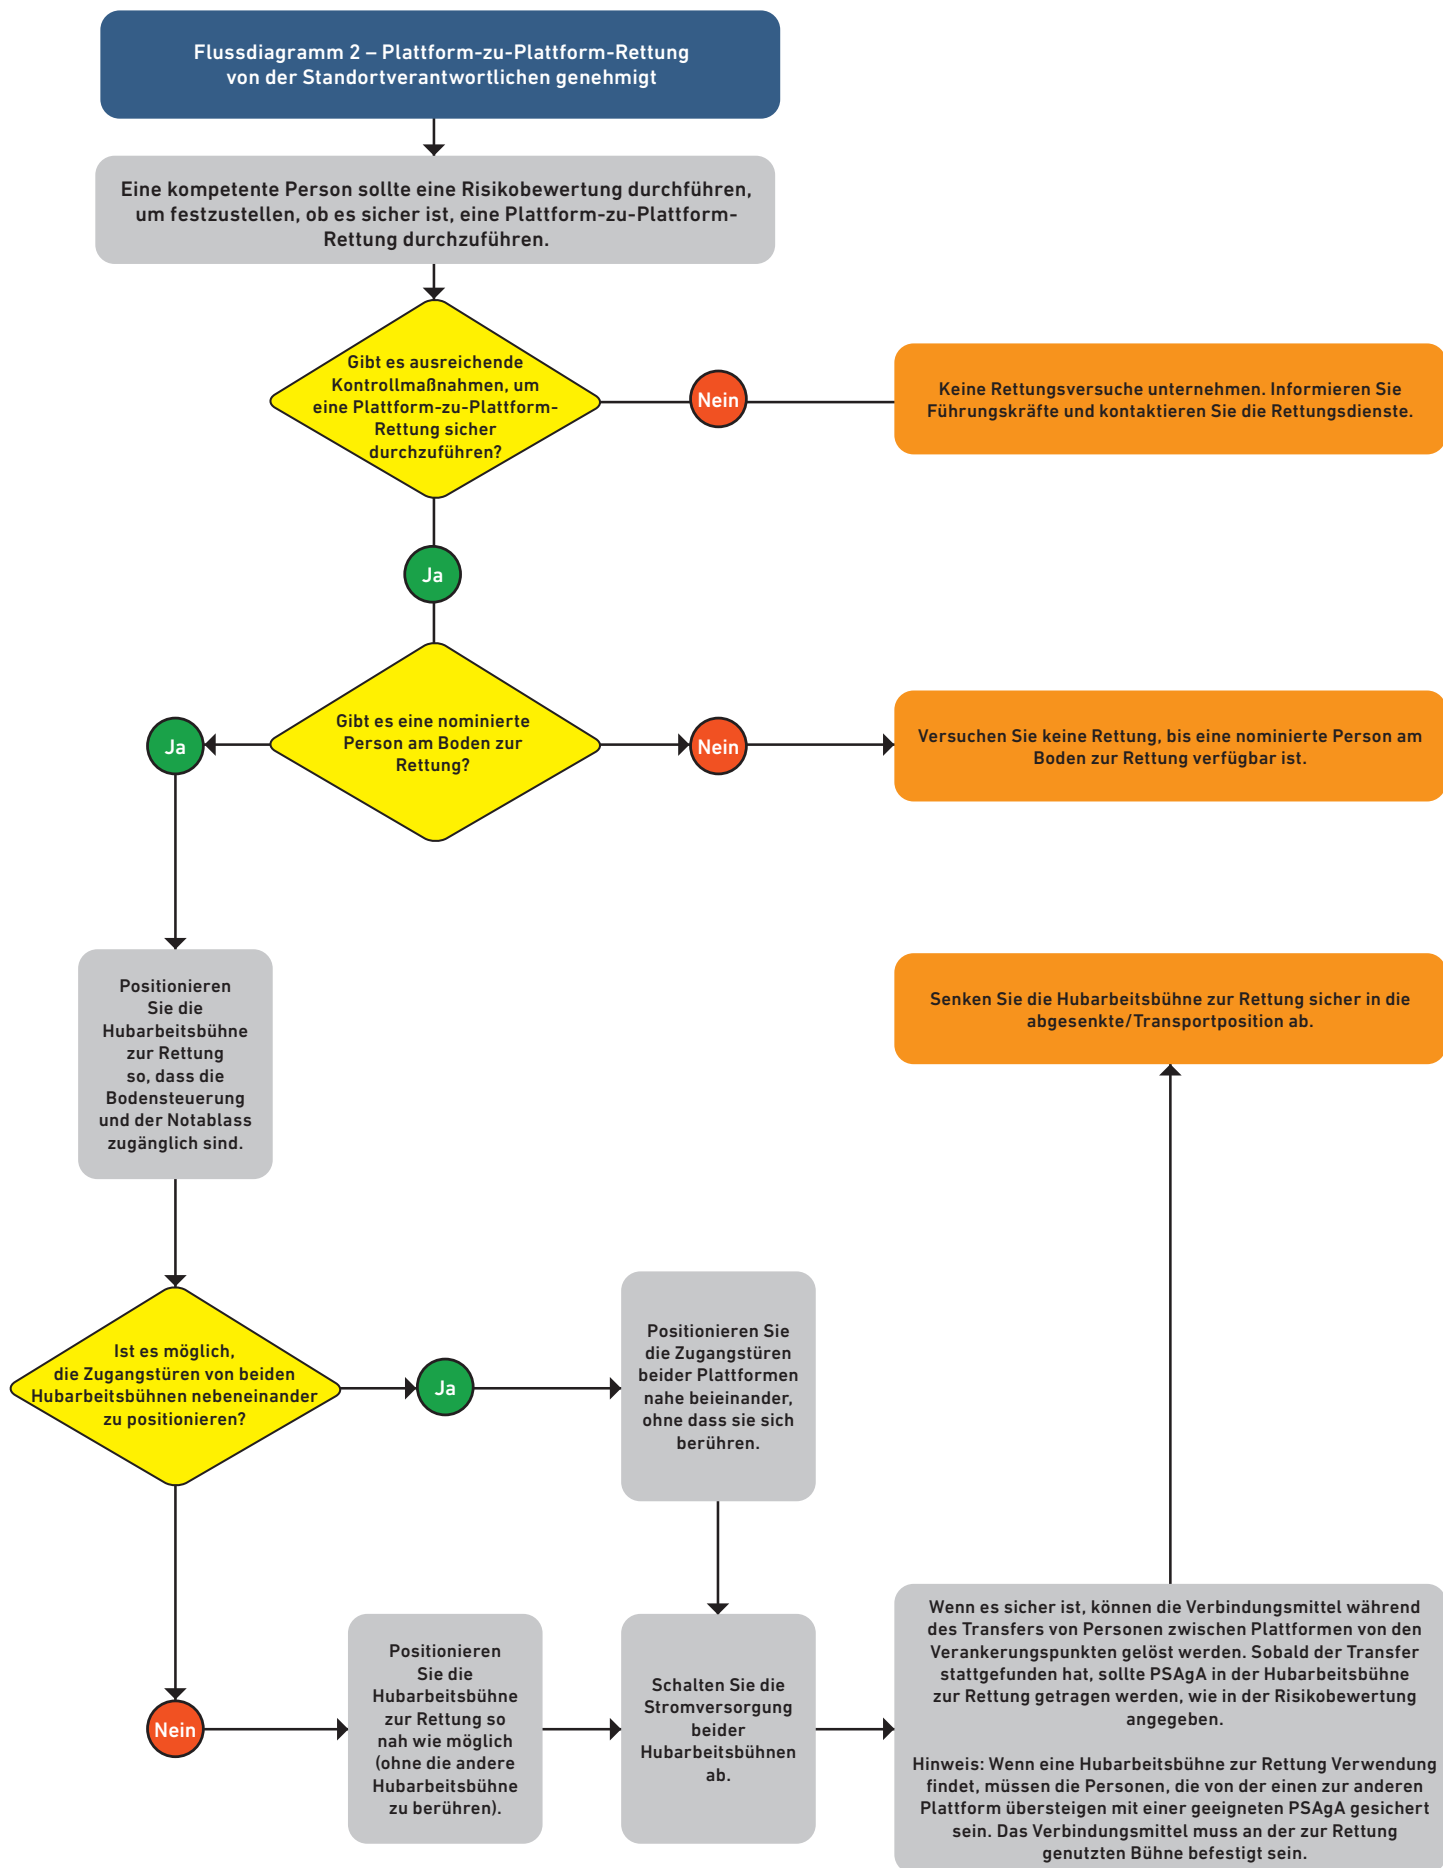 Flussdiagramm 2 – Plattform-zu-Plattform-Rettung
von der Standortverantwortlichen genehmigt
Eine kompetente Person sollte eine Risikobewertung durchführen,
um festzustellen, ob es sicher ist, eine Plattform-zu-Plattform-
Rettung durchzuführen.
Gibt es ausreichende
Kontrollmaßnahmen, um
eine Plattform-zu-Plattform-
Rettung sicher
durchzuführen?
Nein
Keine Rettungsversuche unternehmen. Informieren Sie
Führungskräfte und kontaktieren Sie die Rettungsdienste.
Ja
Gibt es eine nominierte
Person am Boden zur
Rettung?
Ja
Nein
Versuchen Sie keine Rettung, bis eine nominierte Person am
Boden zur Rettung verfügbar ist.
Positionieren
Sie die
Hubarbeitsbühne
zur Rettung
so, dass die
Bodensteuerung
und der Notablass
zugänglich sind.
Senken Sie die Hubarbeitsbühne zur Rettung sicher in die
abgesenkte/Transportposition ab.
Ist es möglich,
die Zugangstüren von beiden
Hubarbeitsbühnen nebeneinander
zu positionieren?
Ja
Positionieren Sie
die Zugangstüren
beider Plattformen
nahe beieinander,
ohne dass sie sich
berühren.
Nein
Positionieren
Sie die
Hubarbeitsbühne
zur Rettung so
nah wie möglich
(ohne die andere
Hubarbeitsbühne
zu berühren).
Schalten Sie die
Stromversorgung
beider
Hubarbeitsbühnen
ab.
Wenn es sicher ist, können die Verbindungsmittel während
des Transfers von Personen zwischen Plattformen von den
Verankerungspunkten gelöst werden. Sobald der Transfer
stattgefunden hat, sollte PSAgA in der Hubarbeitsbühne
zur Rettung getragen werden, wie in der Risikobewertung
angegeben.
Hinweis: Wenn eine Hubarbeitsbühne zur Rettung Verwendung
findet, müssen die Personen, die von der einen zur anderen
Plattform übersteigen mit einer geeigneten PSAgA gesichert
sein. Das Verbindungsmittel muss an der zur Rettung
genutzten Bühne befestigt sein.